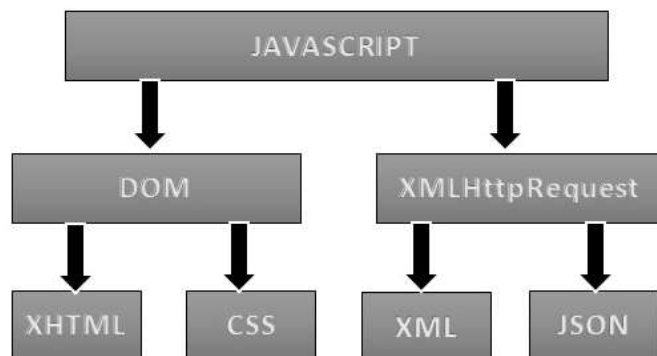 JAVASCRIPT
DOM
XMLHttpRequest
XHTML
CSS
XML
JSON